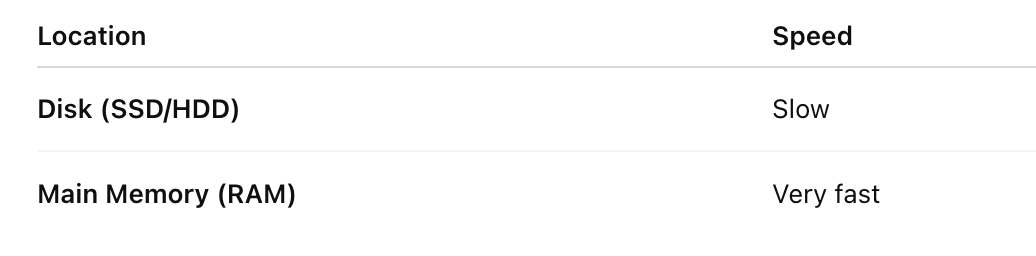 Location Speed
Disk (SSD/HDD) Slow
Main Memory (RAM) Very fast